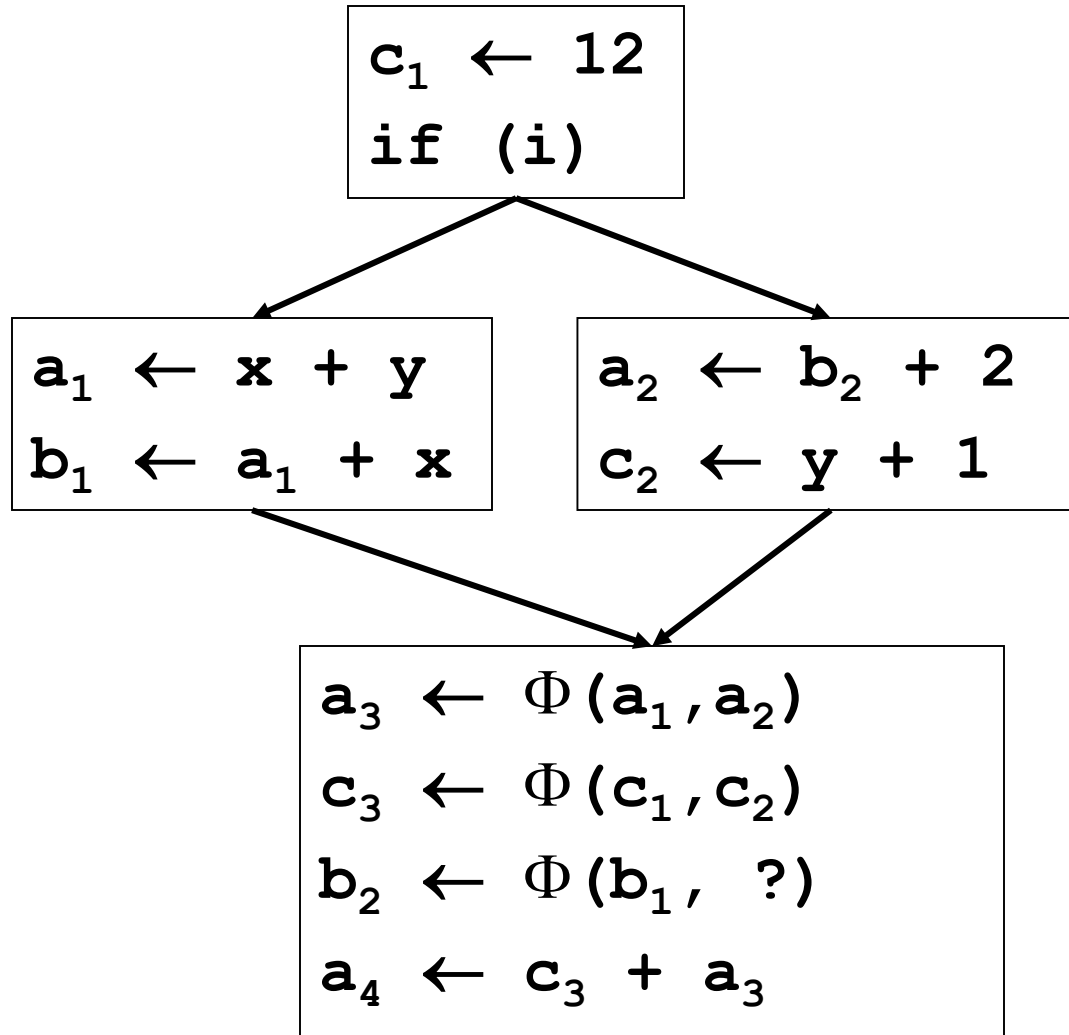 c₁ ← 12
if (i)
a₁ ← x + y
b₁ ← a₁ + x
a₂ ← b₂ + 2
c₂ ← y + 1
a₃ ← Φ(a₁,a₂)
c₃ ← Φ(c₁,c₂)
b₂ ← Φ(b₁, ?)
a₄ ← c₃ + a₃